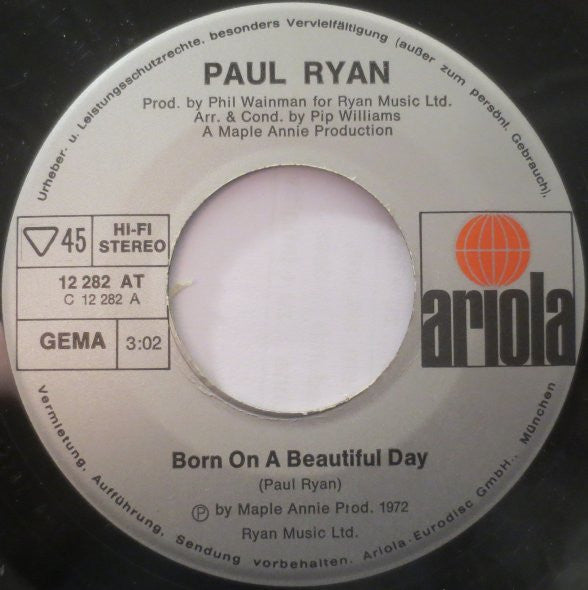 Urheber- u. Leistungsschutzrechte, besonders Vervielfältigung (außer zum persönl. Gebrauch),
PAUL RYAN
Prod. by Phil Wainman for Ryan Music Ltd.
Arr. & Cond. by Pip Williams
A Maple Annie Production
▽ 45
HI-FI
STEREO
12 282 AT
C 12 282 A
GEMA
3:02
ariola
Born On A Beautiful Day
(Paul Ryan)
Ⓟ by Maple Annie Prod. 1972
Ryan Music Ltd.
Vermietung, Aufführung, Sendung vorbehalten. Ariola-Eurodisc GmbH., München